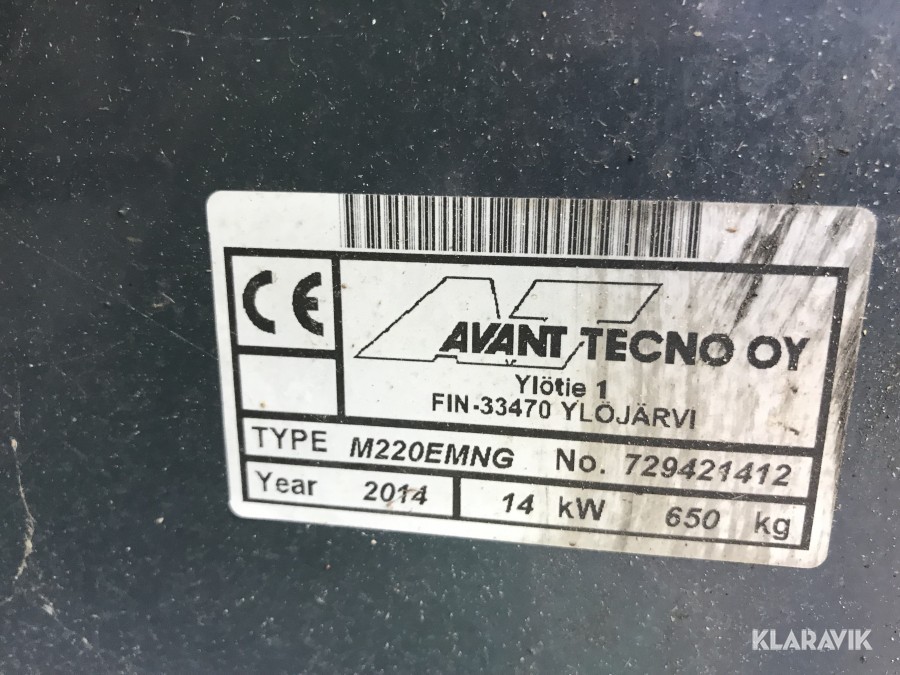 CE
AVANT TECNO OY
Ylötie 1
FIN-33470 YLÖJÄRVI
TYPE M220EMNG No. 729421412
Year 2014 14 kW 650 kg
KLARAVIK